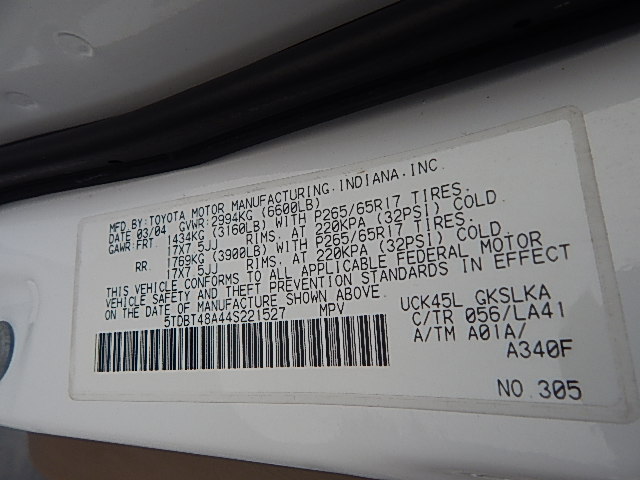 MFD.BY:TOYOTA MOTOR MANUFACTURING,INDIANA,INC.
DATE 03/04 GVWR:2994KG (6600LB)
GAWR:FRT. 1434KG (3160LB) WITH P265/65R17 TIRES.
17X7.5JJ RIMS, AT 220KPA (32PSI) COLD.
RR. 1769KG (3900LB) WITH P265/65R17 TIRES.
17X7.5JJ RIMS, AT 220KPA (32PSI) COLD.
THIS VEHICLE CONFORMS TO ALL APPLICABLE FEDERAL MOTOR
VEHICLE SAFETY AND THEFT PREVENTION STANDARDS IN EFFECT
ON THE DATE OF MANUFACTURE SHOWN ABOVE.
5TDBT48A44S221527 MPV
UCK45L GKSLKA
C/TR 056/LA41
A/TM A01A/
A340F
NO.305